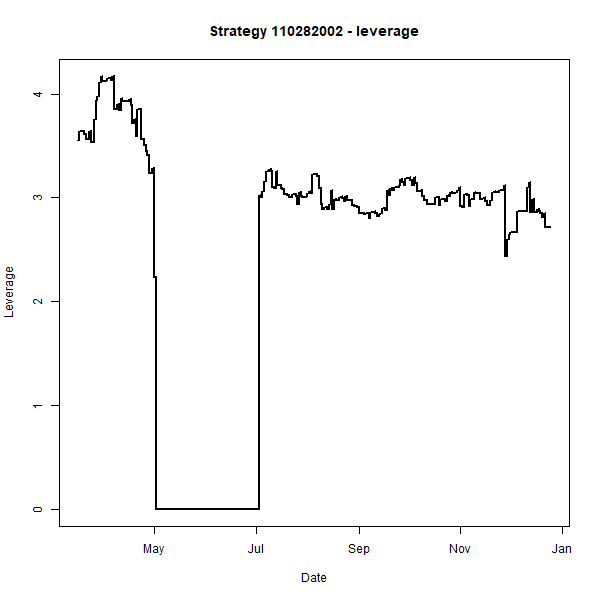 Strategy 110282002 - leverage
4
3
2
1
0
Leverage
May
Jul
Sep
Nov
Jan
Date